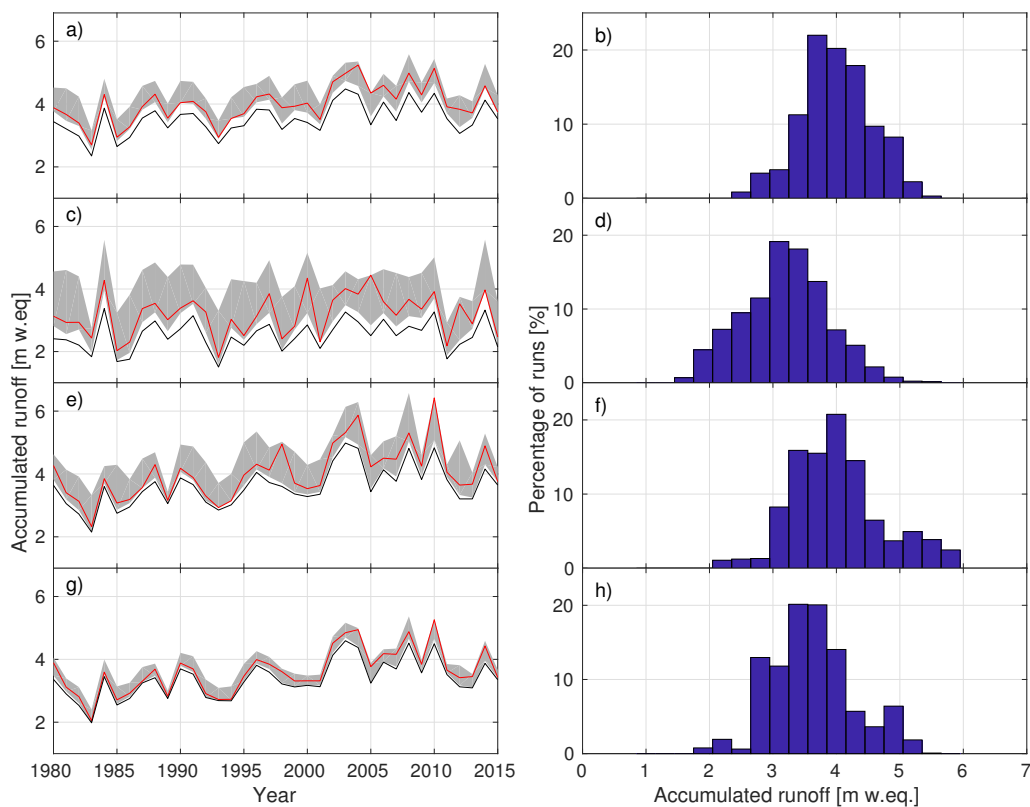 a)
6
4
2
c)
6
4
2
e)
6
4
2
g)
6
4
2
1980 1985 1990 1995 2000 2005 2010 2015
Year
Accumulated runoff [m w.eq]
b)
20
10
0
d)
20
10
0
f)
20
10
0
h)
20
10
0
0 1 2 3 4 5 6 7
Accumulated runoff [m w.eq.]
Percentage of runs [%]